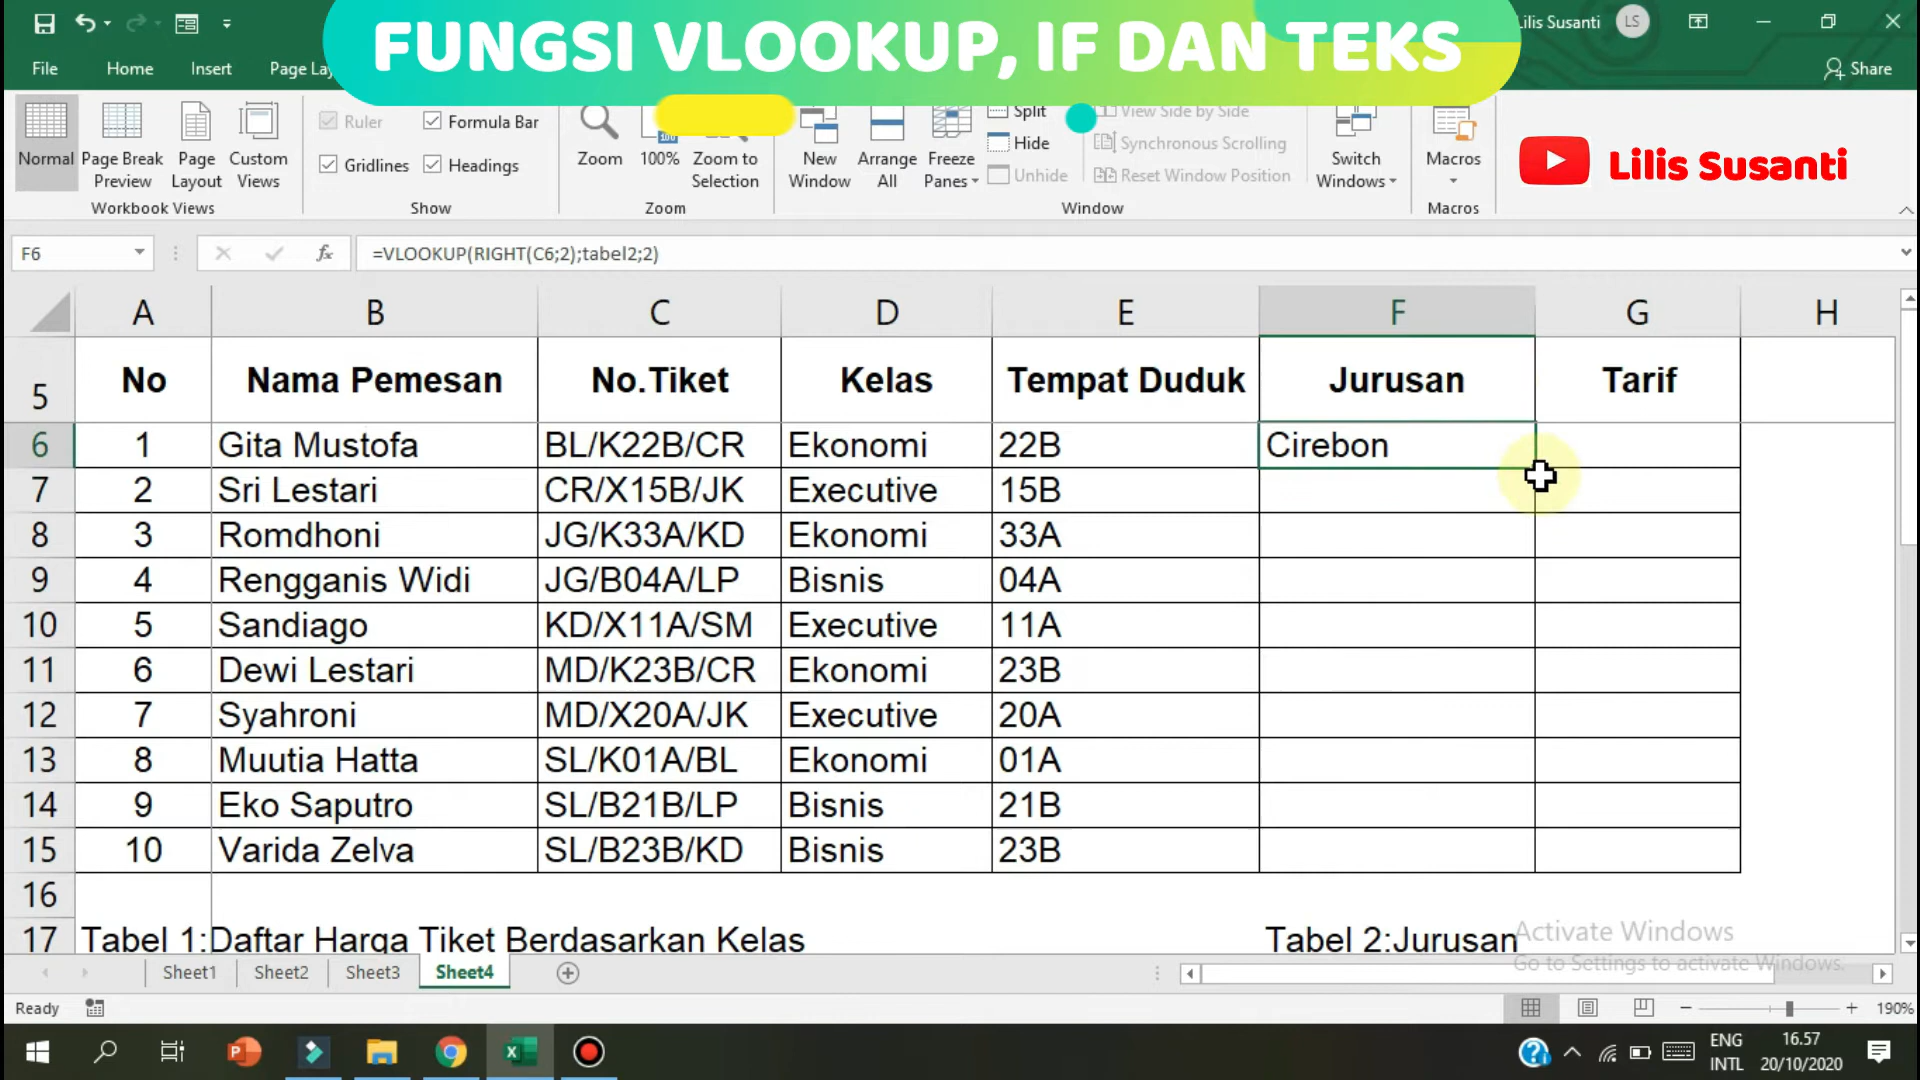 FUNGSI VLOOKUP, IF DAN TEKS
Lilis Susanti LS
File Home Insert Page Lay
Share
Normal Page Break Preview Page Layout Custom Views
Workbook Views
Ruler Formula Bar
Gridlines Headings
Show
Zoom 100% Zoom to Selection
Zoom
New Window Arrange All Freeze Panes
Split View Side by Side
Hide Synchronous Scrolling
Unhide Reset Window Position
Window
Switch Windows
Macros
Macros
Lilis Susanti
F6 fx =VLOOKUP(RIGHT(C6;2);tabel2;2)
A B C D E F G H
5 No Nama Pemesan No.Tiket Kelas Tempat Duduk Jurusan Tarif
6 1 Gita Mustofa BL/K22B/CR Ekonomi 22B Cirebon
7 2 Sri Lestari CR/X15B/JK Executive 15B
8 3 Romdhoni JG/K33A/KD Ekonomi 33A
9 4 Rengganis Widi JG/B04A/LP Bisnis 04A
10 5 Sandiago KD/X11A/SM Executive 11A
11 6 Dewi Lestari MD/K23B/CR Ekonomi 23B
12 7 Syahroni MD/X20A/JK Executive 20A
13 8 Muutia Hatta SL/K01A/BL Ekonomi 01A
14 9 Eko Saputro SL/B21B/LP Bisnis 21B
15 10 Varida Zelva SL/B23B/KD Bisnis 23B
16
17 Tabel 1:Daftar Harga Tiket Berdasarkan Kelas Tabel 2:Jurusan
Activate Windows
Go to Settings to activate Windows.
Sheet1 Sheet2 Sheet3 Sheet4
Ready 190%
ENG 16.57
INTL 20/10/2020